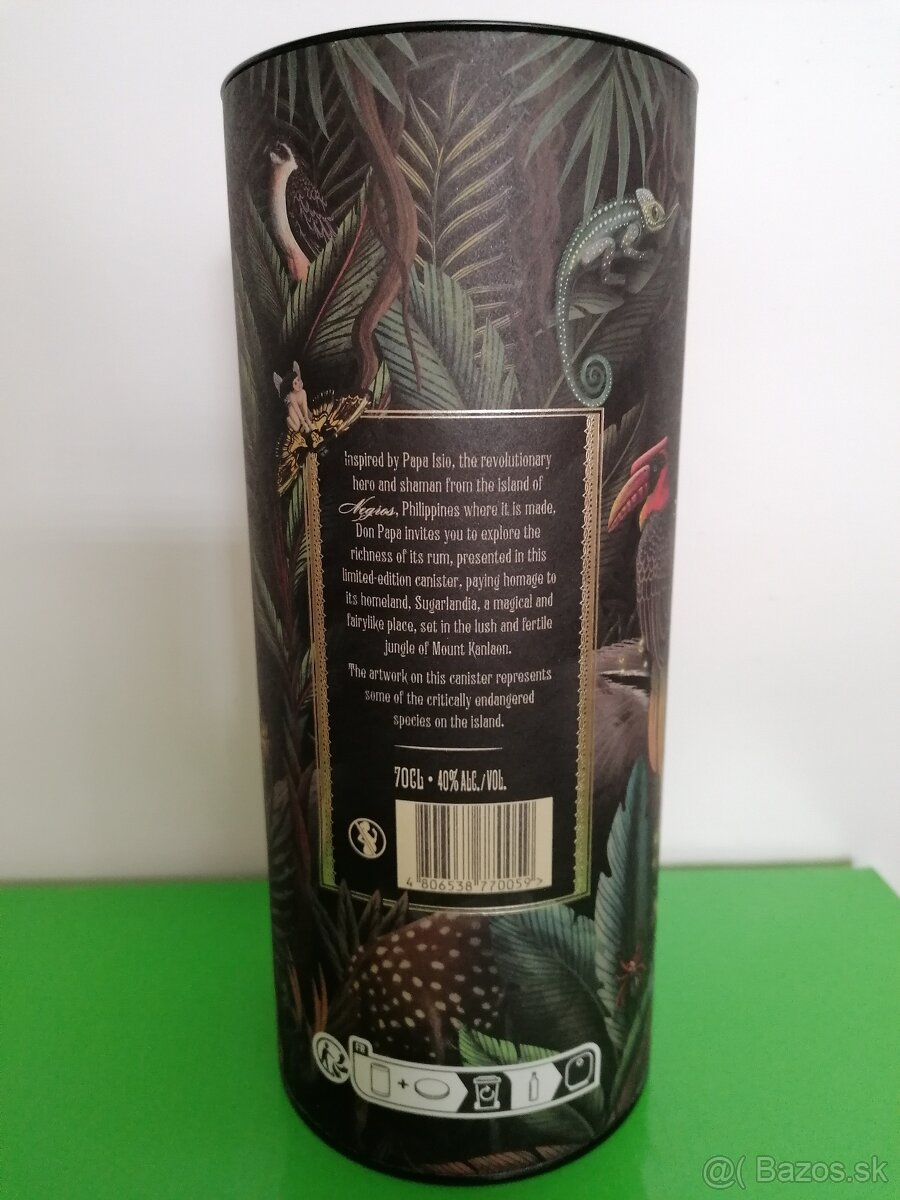 Inspired by Papa Isio, the revolutionary
hero and shaman from the island of
Negros, Philippines where it is made,
Don Papa invites you to explore the
richness of its rum, presented in this
limited-edition canister, paying homage to
its homeland, Sugarlandia, a magical and
fairylike place, set in the lush and fertile
jungle of Mount Kanlaon.
The artwork on this canister represents
some of the critically endangered
species on the island.
70CL • 40% ALC./VOL.
4 806538 770059 >
FR
+
@( Bazos.sk